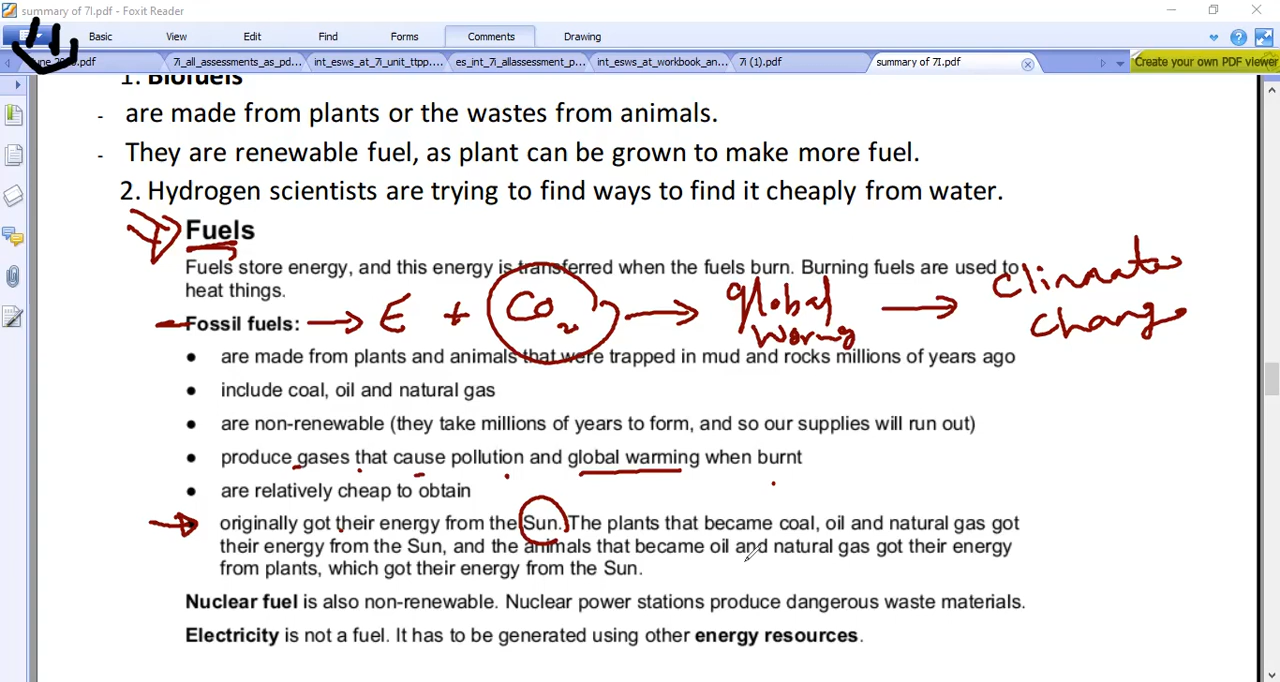 summary of 7I.pdf - Foxit Reader
Basic View Edit Find Forms Comments Drawing
7i_all_assessments_as_pd... int_esws_at_7i_unit_ttpp.... es_int_7i_allassessment_p... int_esws_at_workbook_an... 7i (1).pdf summary of 7I.pdf Create your own PDF viewer
1. Biofuels
- are made from plants or the wastes from animals.
- They are renewable fuel, as plant can be grown to make more fuel.
2. Hydrogen scientists are trying to find ways to find it cheaply from water.
Fuels
Fuels store energy, and this energy is transferred when the fuels burn. Burning fuels are used to
heat things.
Fossil fuels: → E + CO2 → global warming → climate change
• are made from plants and animals that were trapped in mud and rocks millions of years ago
• include coal, oil and natural gas
• are non-renewable (they take millions of years to form, and so our supplies will run out)
• produce gases that cause pollution and global warming when burnt
• are relatively cheap to obtain
• originally got their energy from the Sun. The plants that became coal, oil and natural gas got
their energy from the Sun, and the animals that became oil and natural gas got their energy
from plants, which got their energy from the Sun.
Nuclear fuel is also non-renewable. Nuclear power stations produce dangerous waste materials.
Electricity is not a fuel. It has to be generated using other energy resources.